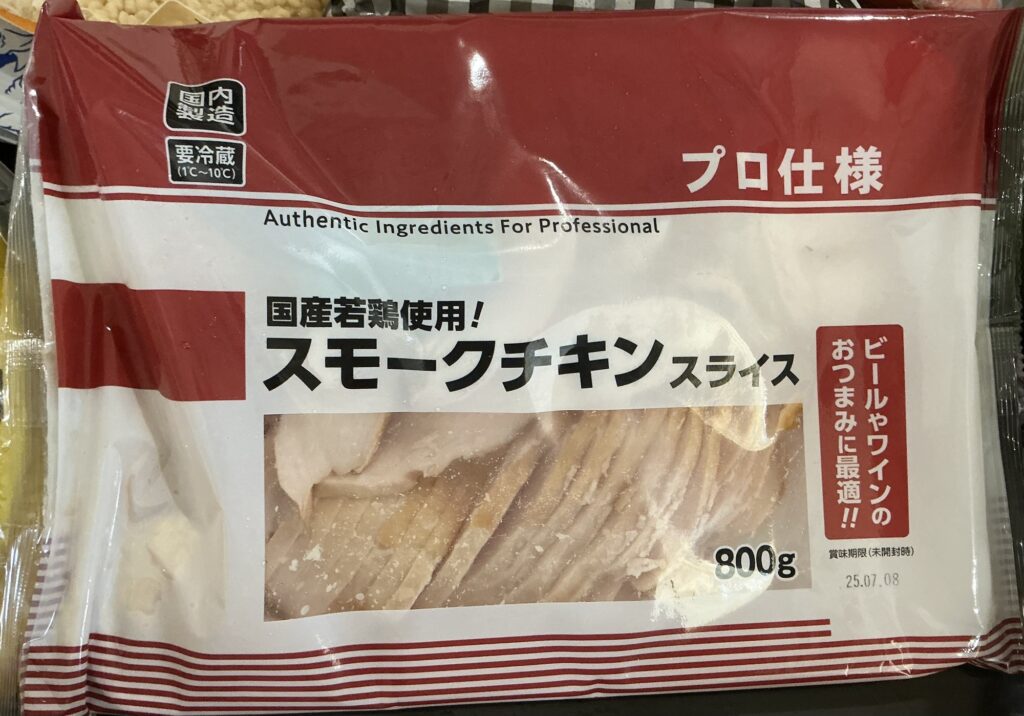 国内
製造
要冷蔵
(1℃〜10℃)
プロ仕様
Authentic Ingredients For Professional
国産若鶏使用!
スモークチキンスライス
ビールやワインの
おつまみに最適!!
800g
賞味期限(未開封時)
25.07.08